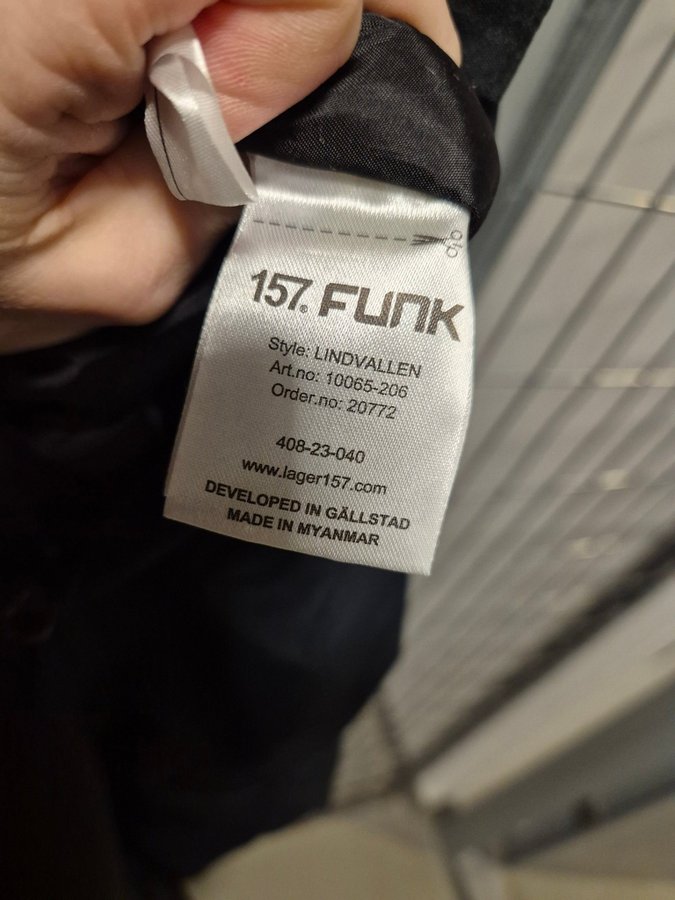 157. FUNK
Style: LINDVALLEN
Art.no: 10065-206
Order.no: 20772
408-23-040
www.lager157.com
DEVELOPED IN GÄLLSTAD
MADE IN MYANMAR